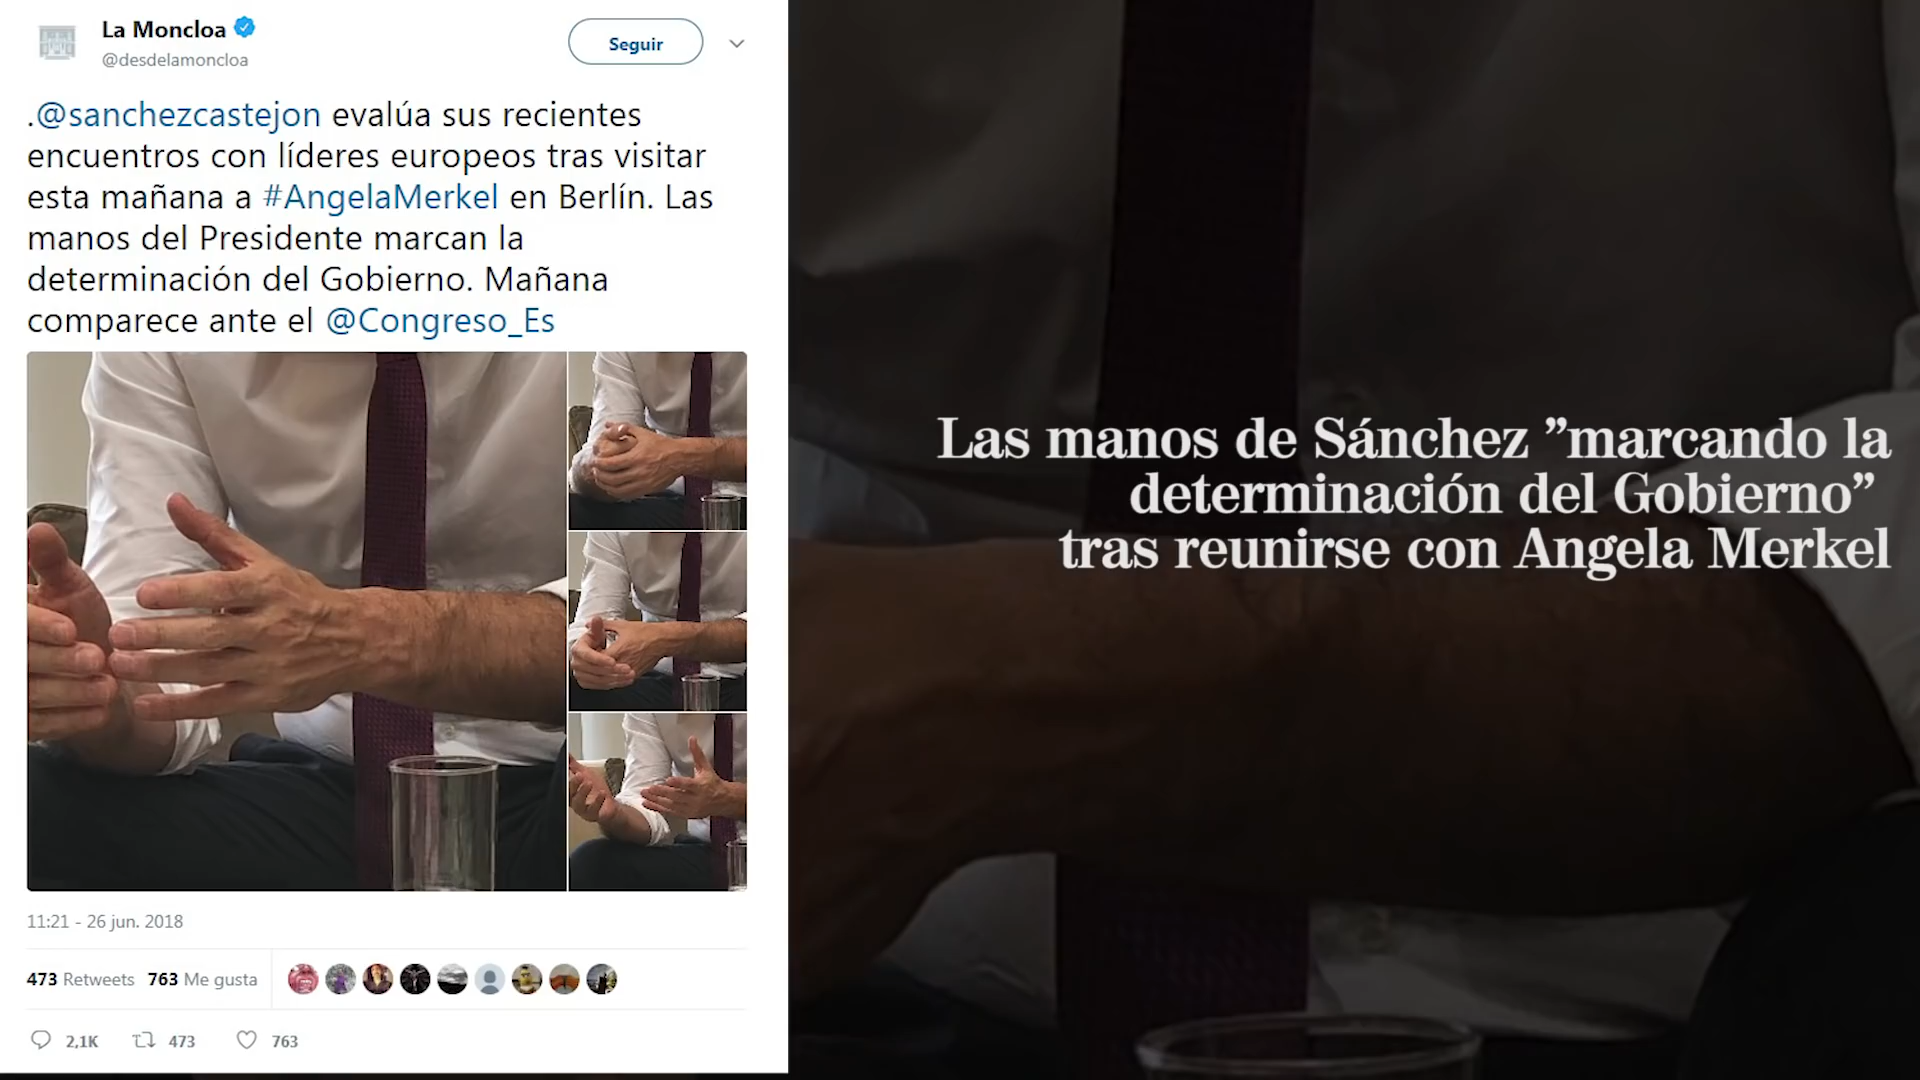 La Moncloa
@desdelamoncloa
Seguir
.@sanchezcastejon evalúa sus recientes
encuentros con líderes europeos tras visitar
esta mañana a #AngelaMerkel en Berlín. Las
manos del Presidente marcan la
determinación del Gobierno. Mañana
comparece ante el @Congreso_Es
11:21 - 26 jun. 2018
473 Retweets 763 Me gusta
2,1K 473 763
Las manos de Sánchez ”marcando la
determinación del Gobierno”
tras reunirse con Angela Merkel